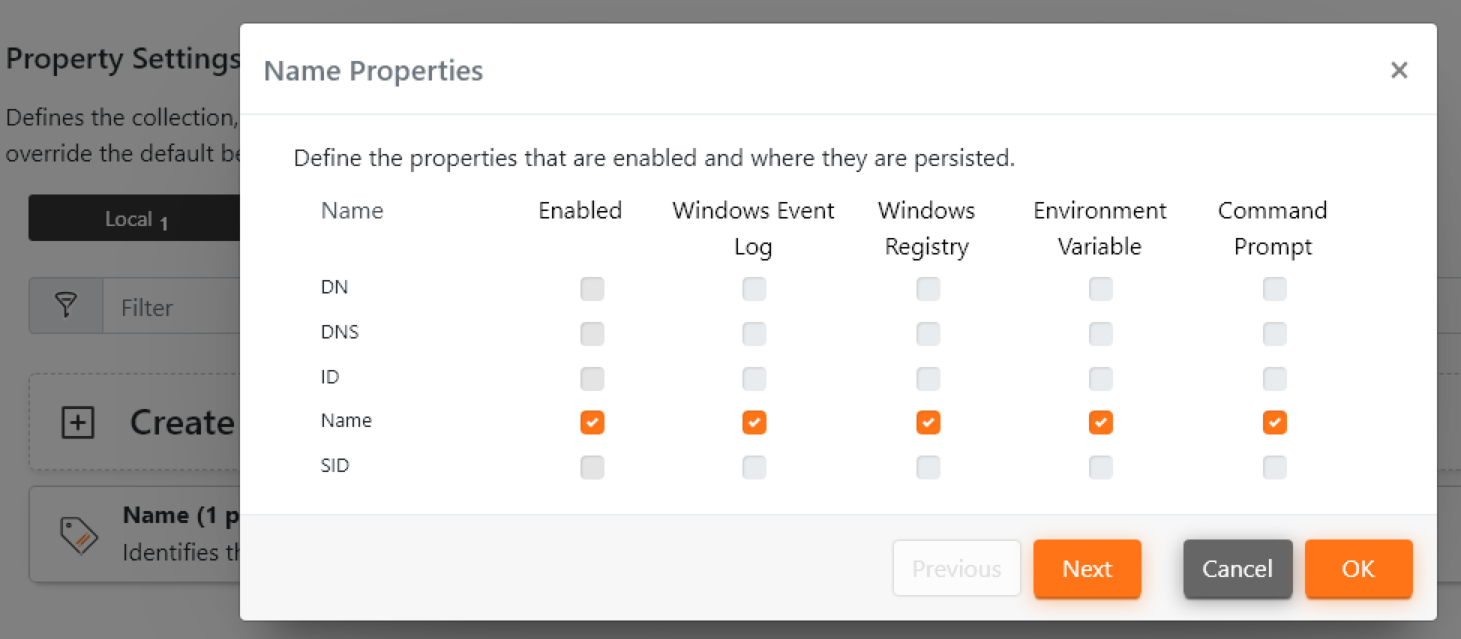 Property Settings
Defines the collection,
override the default be
Local 1
Filter
Create
Name (1 p
Identifies th
Name Properties
×
Define the properties that are enabled and where they are persisted.
Name Enabled Windows Event Log Windows Registry Environment Variable Command Prompt
DN
DNS
ID
Name
SID
Previous Next Cancel OK